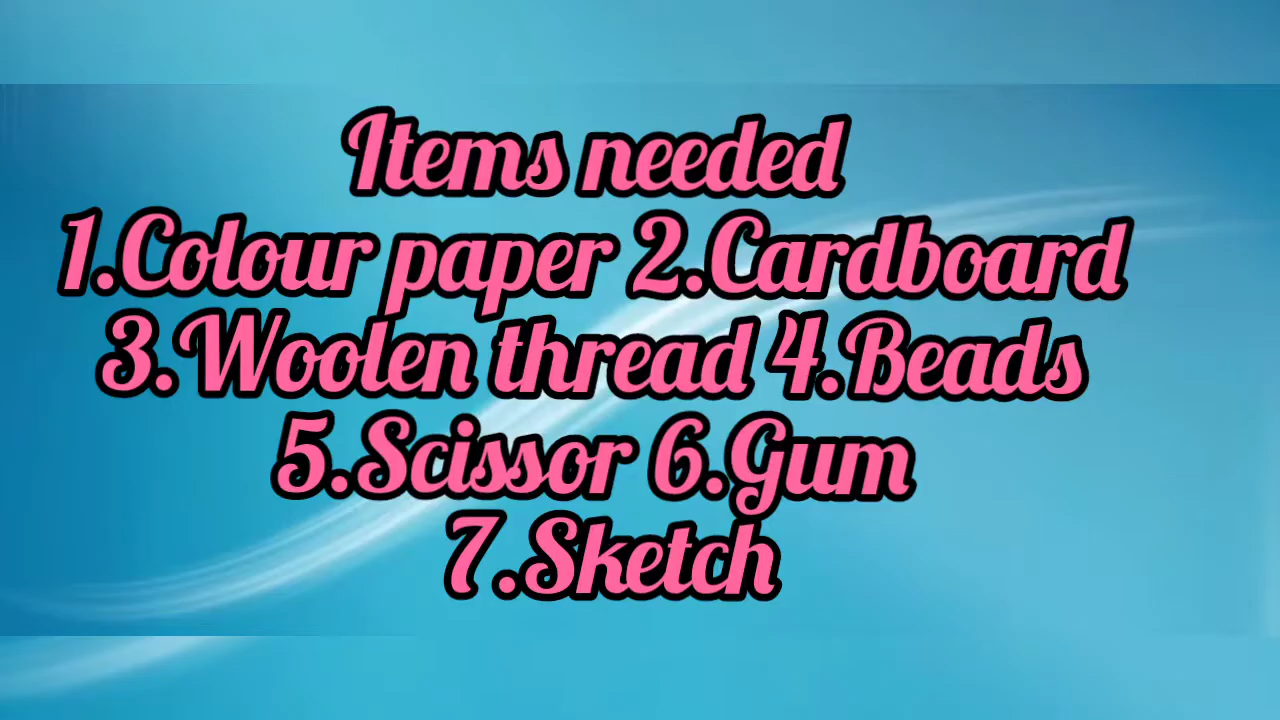 Items needed
1.Colour paper 2.Cardboard
3.Woolen thread 4.Beads
5.Scissor 6.Gum
7.Sketch